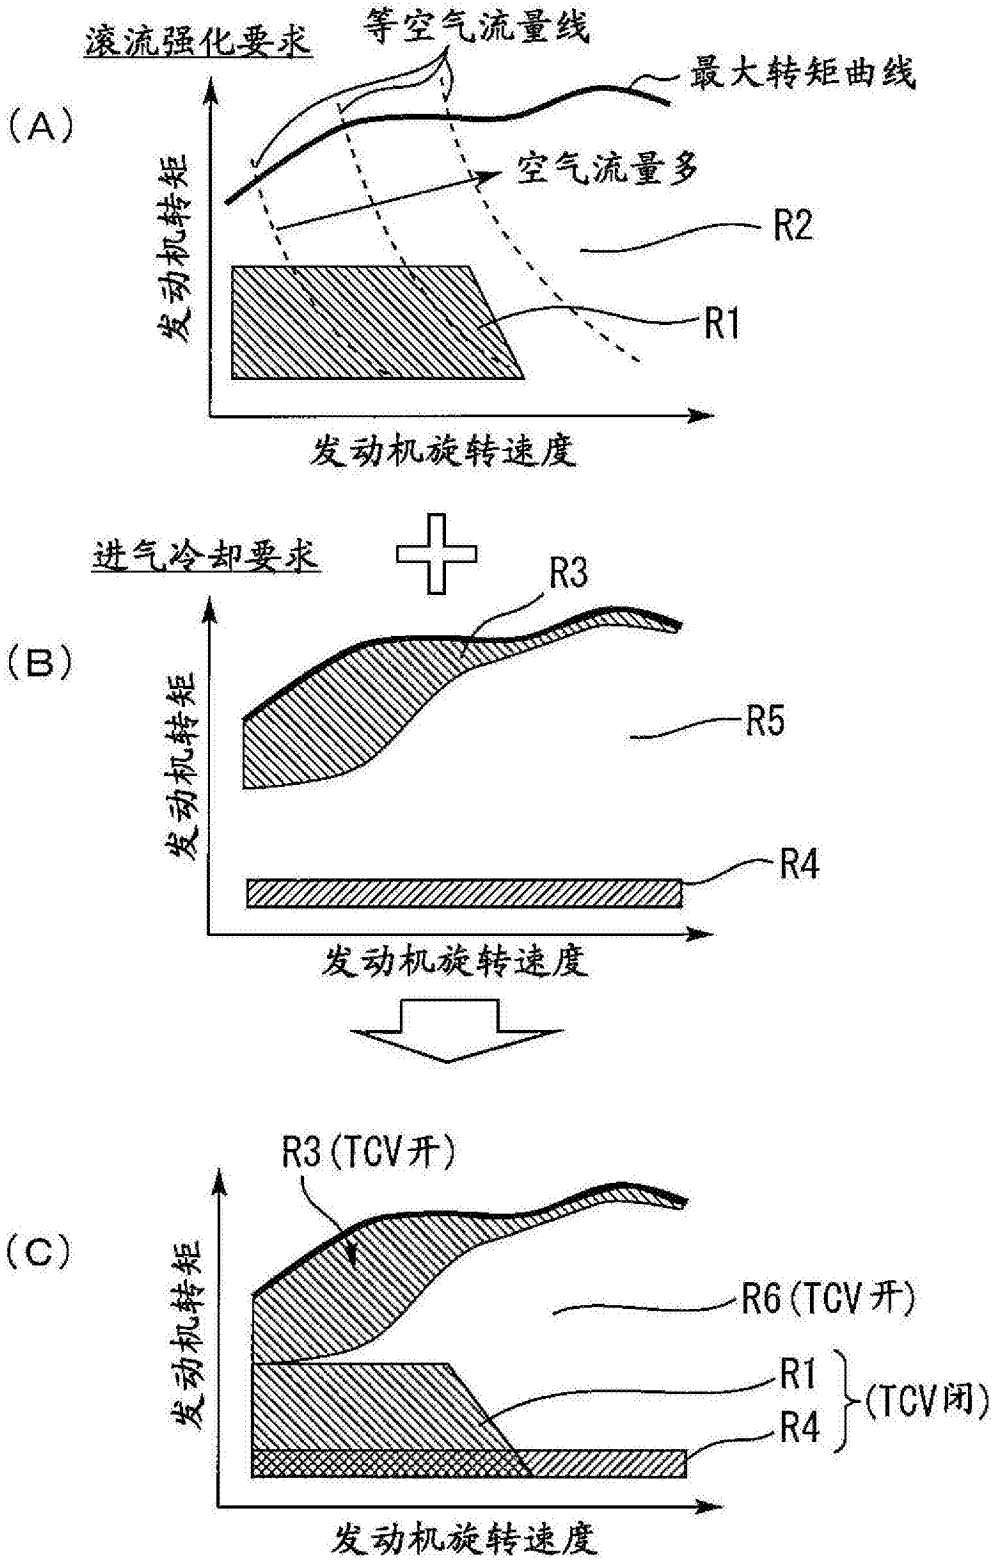 滚流强化要求
等空气流量线
最大转矩曲线
(A)
空气流量多
发动机转矩
R2
R1
发动机旋转速度
进气冷却要求
R3
(B)
发动机转矩
R5
R4
发动机旋转速度
R3(TCV开)
(C)
发动机转矩
R6(TCV开)
R1
(TCV闭)
R4
发动机旋转速度